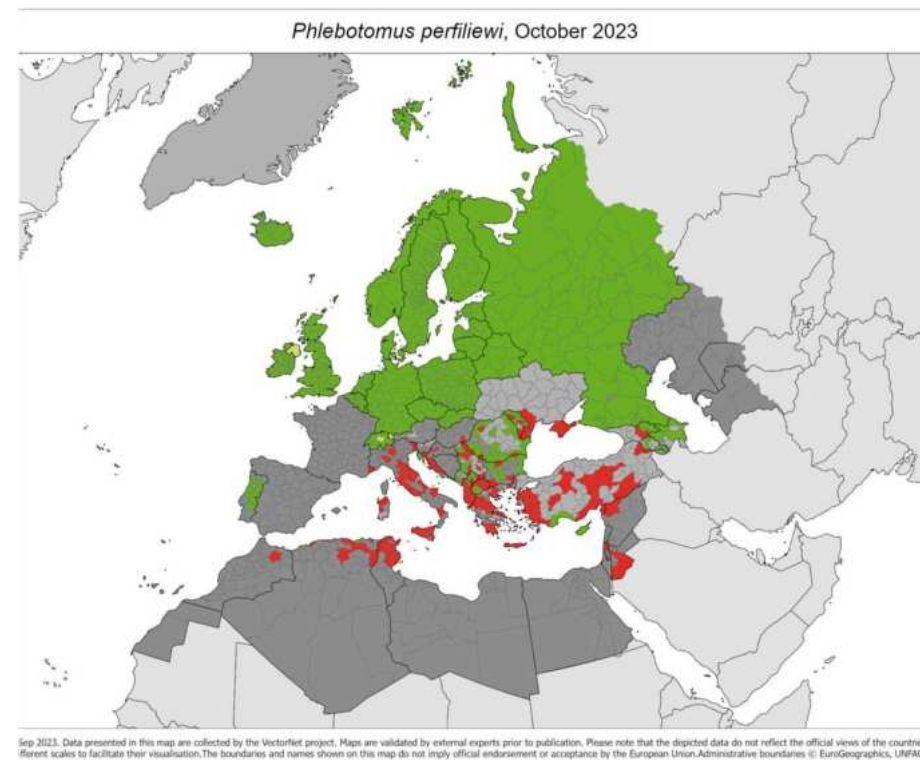 Phlebotomus perfiliewi, October 2023
Sep 2023. Data presented in this map are collected by the VectorNet project. Maps are validated by external experts prior to publication. Please note that the depicted data do not reflect the official views of the countrie
ifferent scales to facilitate their visualisation.The boundaries and names shown on this map do not imply official endorsement or acceptance by the European Union.Administrative boundaries © EuroGeographics, UNFAO